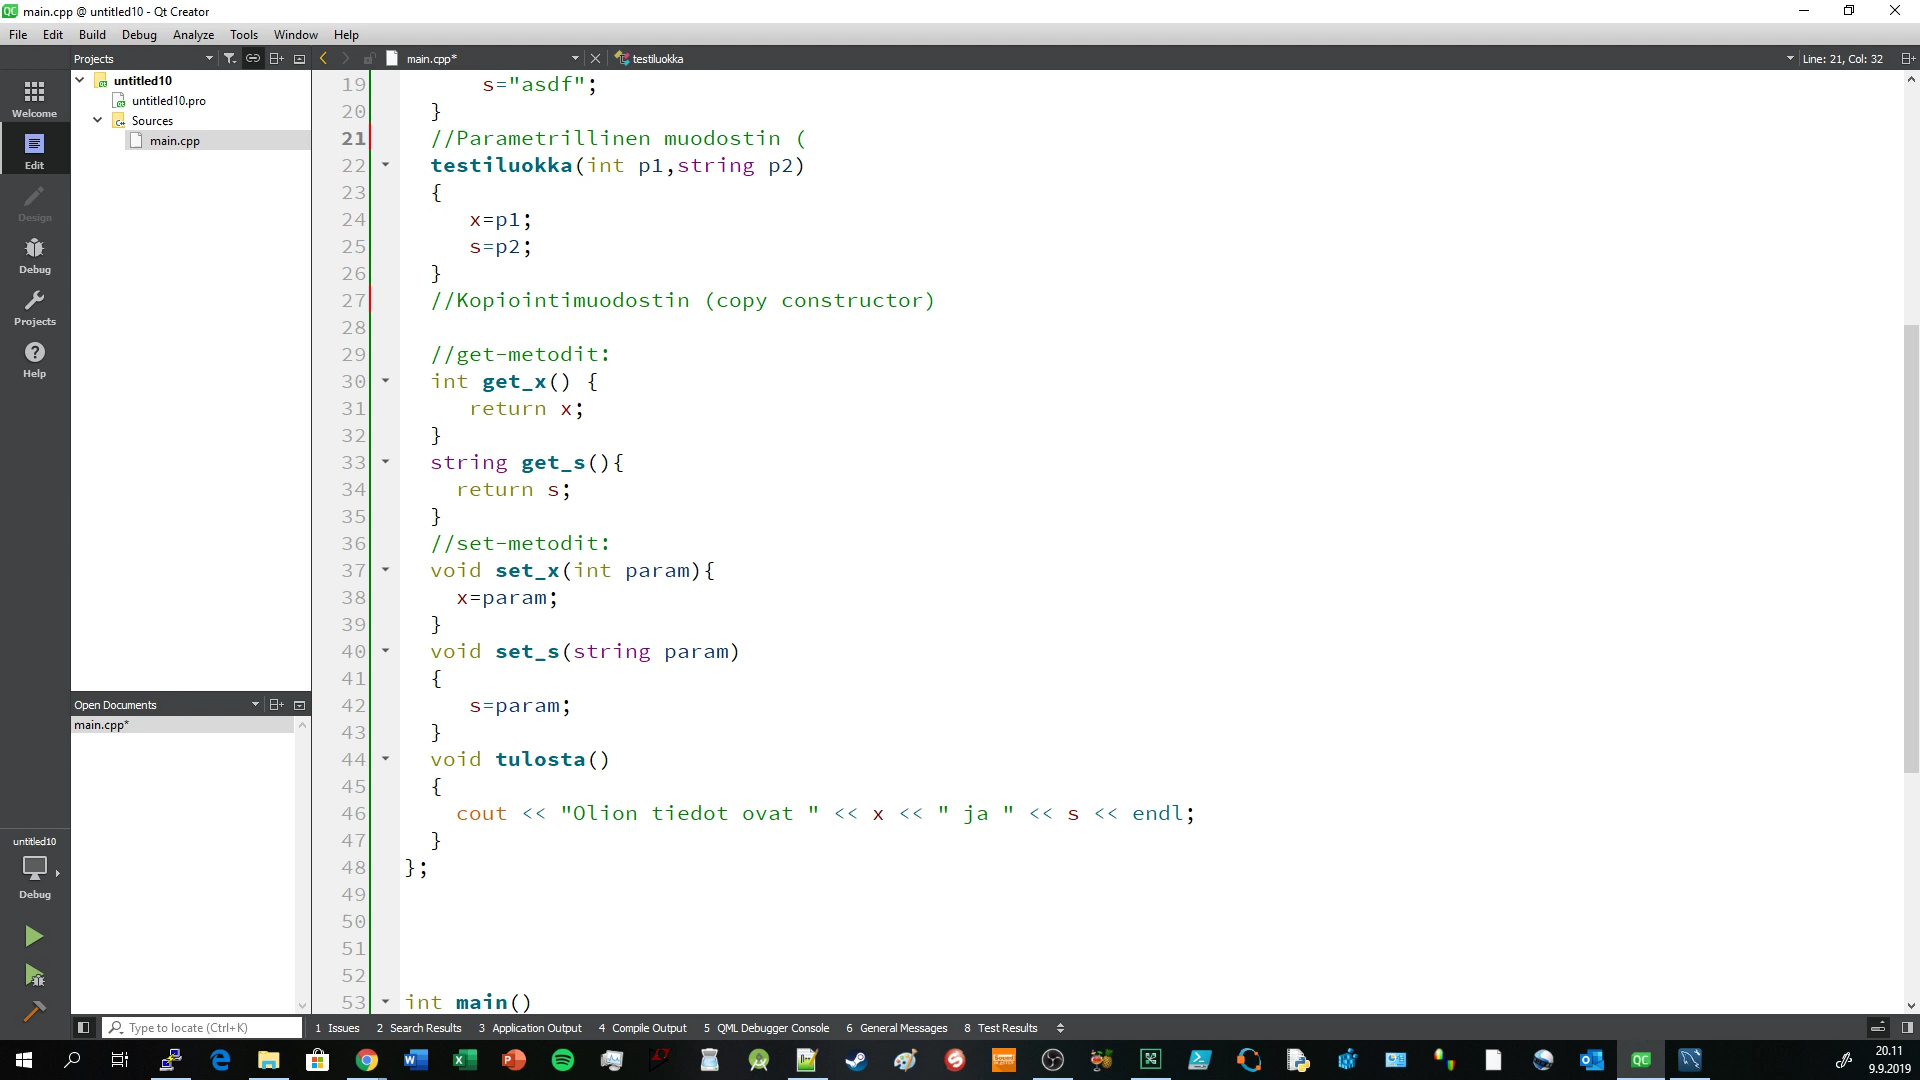 main.cpp @ untitled10 - Qt Creator
File Edit Build Debug Analyze Tools Window Help
Projects main.cpp* testiluokka Line: 21, Col: 32
Welcome
Edit
Design
Debug
Projects
Help
untitled10
untitled10.pro
Sources
main.cpp
19 s="asdf";
20 }
21 //Parametrillinen muodostin (
22 testiluokka(int p1,string p2)
23 {
24 x=p1;
25 s=p2;
26 }
27 //Kopiointimuodostin (copy constructor)
28
29 //get-metodit:
30 int get_x() {
31 return x;
32 }
33 string get_s(){
34 return s;
35 }
36 //set-metodit:
37 void set_x(int param){
38 x=param;
39 }
40 void set_s(string param)
41 {
42 s=param;
43 }
44 void tulosta()
45 {
46 cout << "Olion tiedot ovat " << x << " ja " << s << endl;
47 }
48 };
49
50
51
52
53 int main()
Open Documents
main.cpp*
untitled10
Debug
Type to locate (Ctrl+K) 1 Issues 2 Search Results 3 Application Output 4 Compile Output 5 QML Debugger Console 6 General Messages 8 Test Results
20.11
9.9.2019